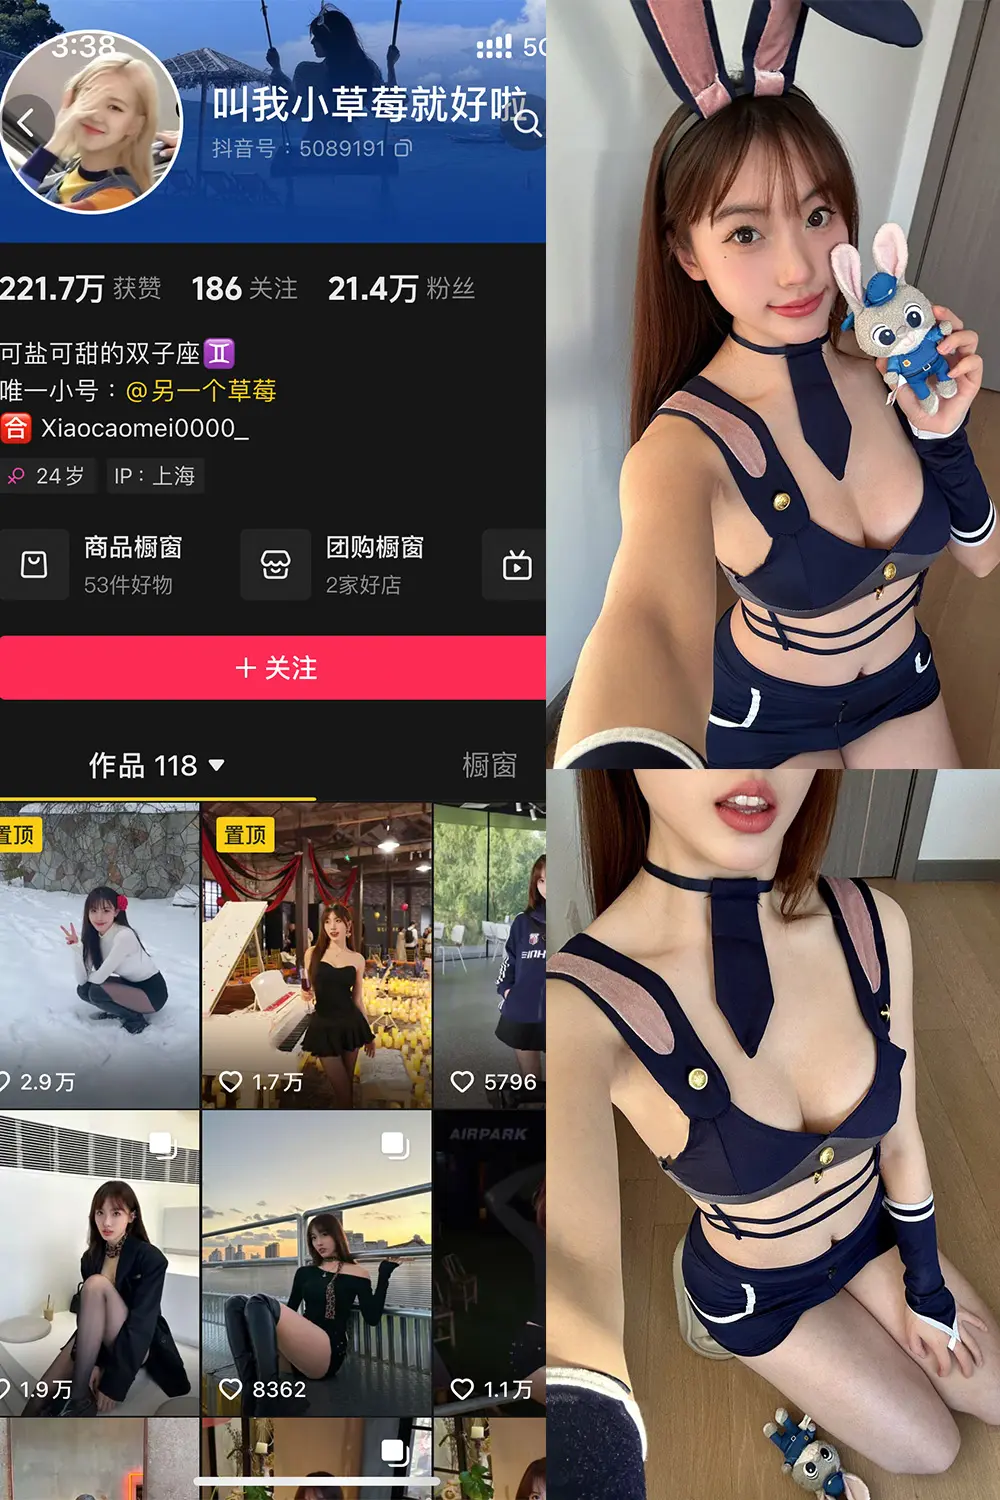 3:38
5G
叫我小草莓就好啦
抖音号：5089191
221.7万 获赞 186 关注 21.4万 粉丝
可盐可甜的双子座♊
唯一小号：@另一个草莓
合 Xiaocaomei0000_
24岁 IP：上海
商品橱窗
53件好物
团购橱窗
2家好店
+ 关注
作品 118
橱窗
置顶
置顶
2.9万
1.7万
5796
AIRPARK
1.9万
8362
1.1万